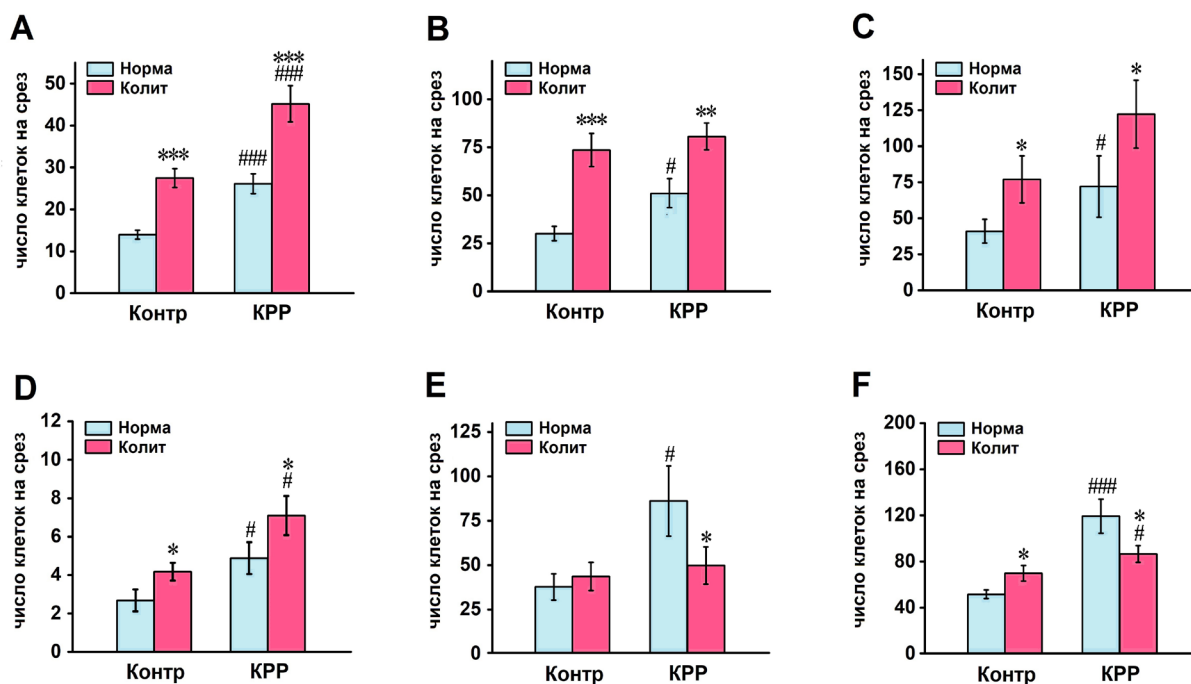 A
число клеток на срез
Норма
Колит
50
40
30
20
10
0
***
###
***
###
Контр
КРР
B
число клеток на срез
Норма
Колит
100
75
50
25
0
***
#
**
Контр
КРР
C
число клеток на срез
Норма
Колит
150
125
100
75
50
25
0
*
#
*
Контр
КРР
D
число клеток на срез
Норма
Колит
12
10
8
6
4
2
0
*
#
*
#
Контр
КРР
E
число клеток на срез
Норма
Колит
125
100
75
50
25
0
#
*
Контр
КРР
F
число клеток на срез
Норма
Колит
200
160
120
80
40
0
*
###
*
#
Контр
КРР